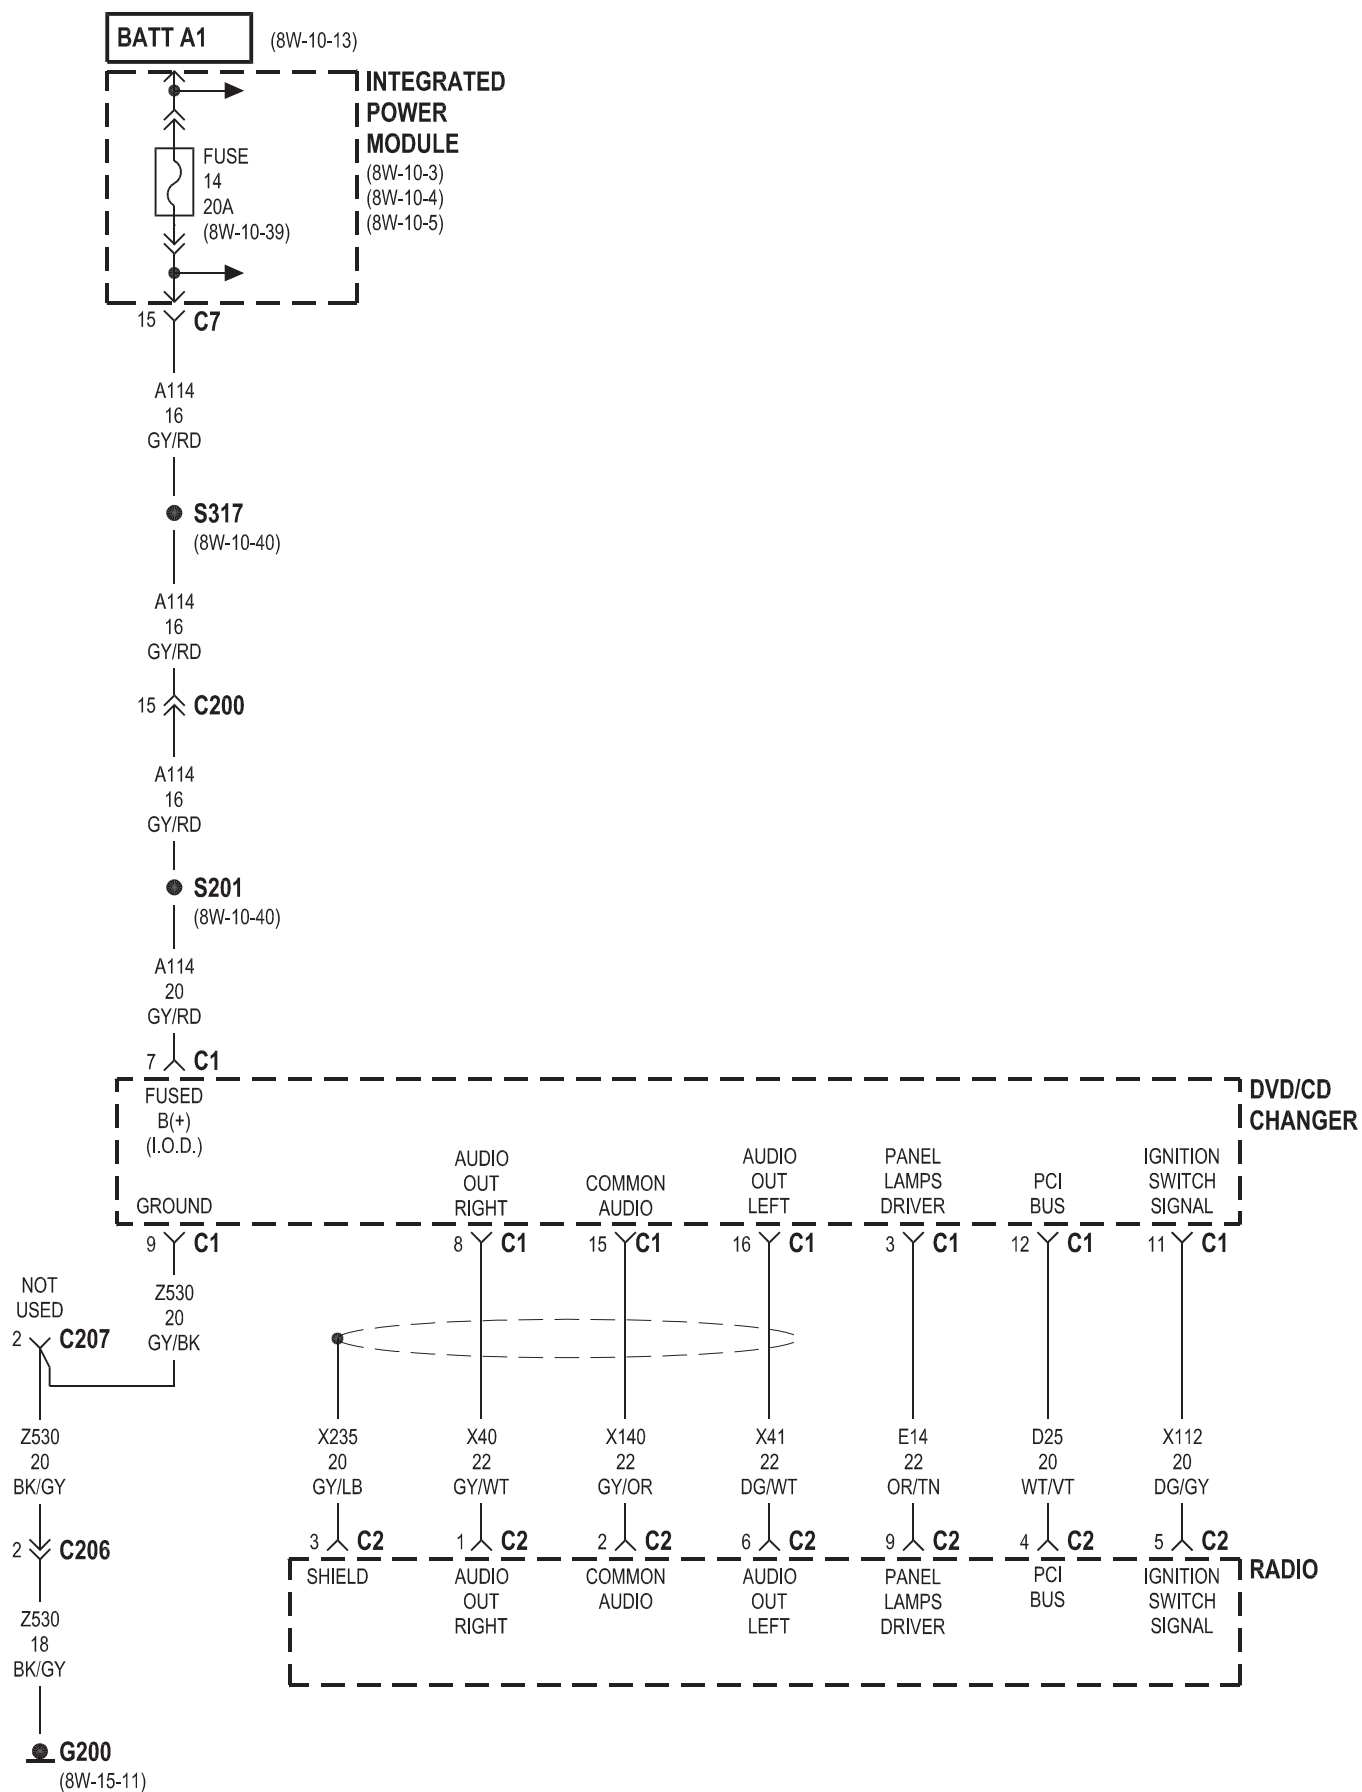 BATT A1
(8W-10-13)
INTEGRATED
POWER
MODULE
(8W-10-3)
(8W-10-4)
(8W-10-5)
FUSE
14
20A
(8W-10-39)
15 C7
A114
16
GY/RD
S317
(8W-10-40)
A114
16
GY/RD
15 C200
A114
16
GY/RD
S201
(8W-10-40)
A114
20
GY/RD
7 C1
DVD/CD
CHANGER
FUSED
B(+)
(I.O.D.)
GROUND
AUDIO
OUT
RIGHT
COMMON
AUDIO
AUDIO
OUT
LEFT
PANEL
LAMPS
DRIVER
PCI
BUS
IGNITION
SWITCH
SIGNAL
9 C1
8 C1
15 C1
16 C1
3 C1
12 C1
11 C1
Z530
20
GY/BK
NOT
USED
2 C207
Z530
20
BK/GY
X235
20
GY/LB
X40
22
GY/WT
X140
22
GY/OR
X41
22
DG/WT
E14
22
OR/TN
D25
20
WT/VT
X112
20
DG/GY
2 C206
3 C2
1 C2
2 C2
6 C2
9 C2
4 C2
5 C2
RADIO
SHIELD
AUDIO
OUT
RIGHT
COMMON
AUDIO
AUDIO
OUT
LEFT
PANEL
LAMPS
DRIVER
PCI
BUS
IGNITION
SWITCH
SIGNAL
Z530
18
BK/GY
G200
(8W-15-11)